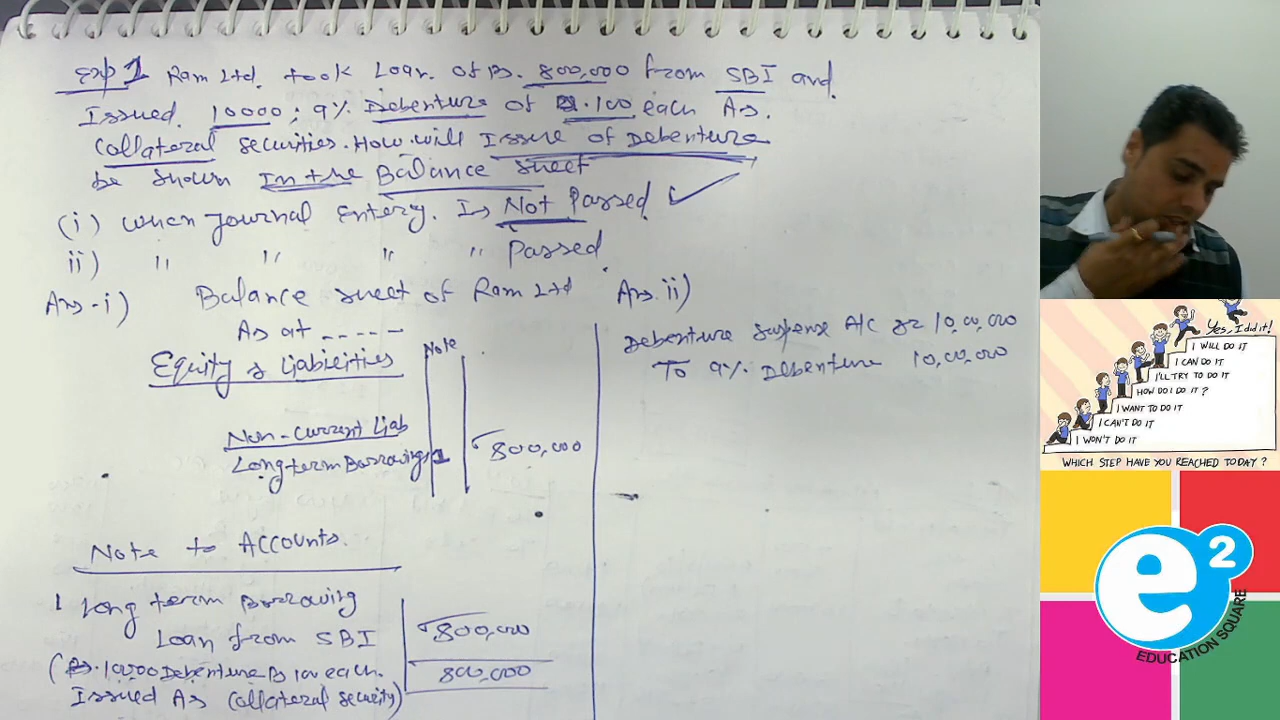 Exp 1 Ram Ltd. took Loan. of Rs. 800,000 from SBI and
Issued. 10000; 9% Debenture of Rs.100 each As.
Collateral securities. How will Issue of Debenture
be shown In the Balance sheet
(i) when Journal Entery. Is Not Passed ✓
ii) " " " " Passed.
Ans-i) Balance sheet of Ram Ltd
As at -----
Note
Equity & Liabilities
Non-Current Liab
Long term Borrowings 1 800,000
Note to Accounts.
1 Long term Borrowing
Loan from SBI 800,000
(Rs. 10,000 Debenture Rs 100 each. 800,000
Issued As Collateral security)
Ans. ii)
Debenture suspense A/C Dr 10,00,000
To 9% Debenture 10,00,000
Yes, I did it!
I WILL DO IT
I CAN DO IT
I'LL TRY TO DO IT
HOW DO I DO IT?
I WANT TO DO IT
I CAN'T DO IT
I WON'T DO IT
WHICH STEP HAVE YOU REACHED TODAY?
e2
EDUCATION SQUARE